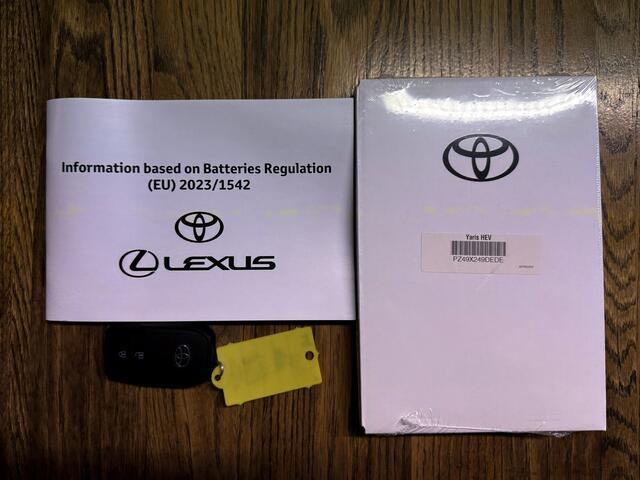 Information based on Batteries Regulation
(EU) 2023/1542
LEXUS
Yaris HEV
PZ49X249DEDE